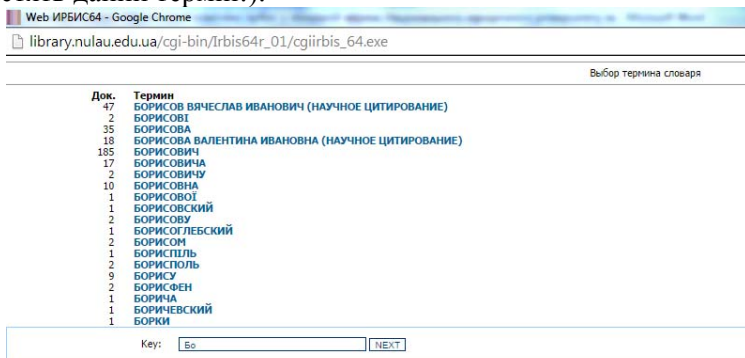 данни термін.).
Web ИРБИС64 - Google Chrome
library.nulau.edu.ua/cgi-bin/Irbis64r_01/cgiirbis_64.exe
Выбор термина словаря
Док. Термин
47 БОРИСОВ ВЯЧЕСЛАВ ИВАНОВИЧ (НАУЧНОЕ ЦИТИРОВАНИЕ)
2 БОРИСОВІ
35 БОРИСОВА
18 БОРИСОВА ВАЛЕНТИНА ИВАНОВНА (НАУЧНОЕ ЦИТИРОВАНИЕ)
185 БОРИСОВИЧ
17 БОРИСОВИЧА
2 БОРИСОВИЧУ
10 БОРИСОВНА
1 БОРИСОВОЇ
1 БОРИСОВСКИЙ
2 БОРИСОВУ
1 БОРИСОГЛЕБСКИЙ
2 БОРИСОМ
1 БОРИСПІЛЬ
2 БОРИСПОЛЬ
9 БОРИСУ
2 БОРИСФЕН
1 БОРИЧА
1 БОРИЧЕВСКИЙ
1 БОРКИ
Key: Бо NEXT